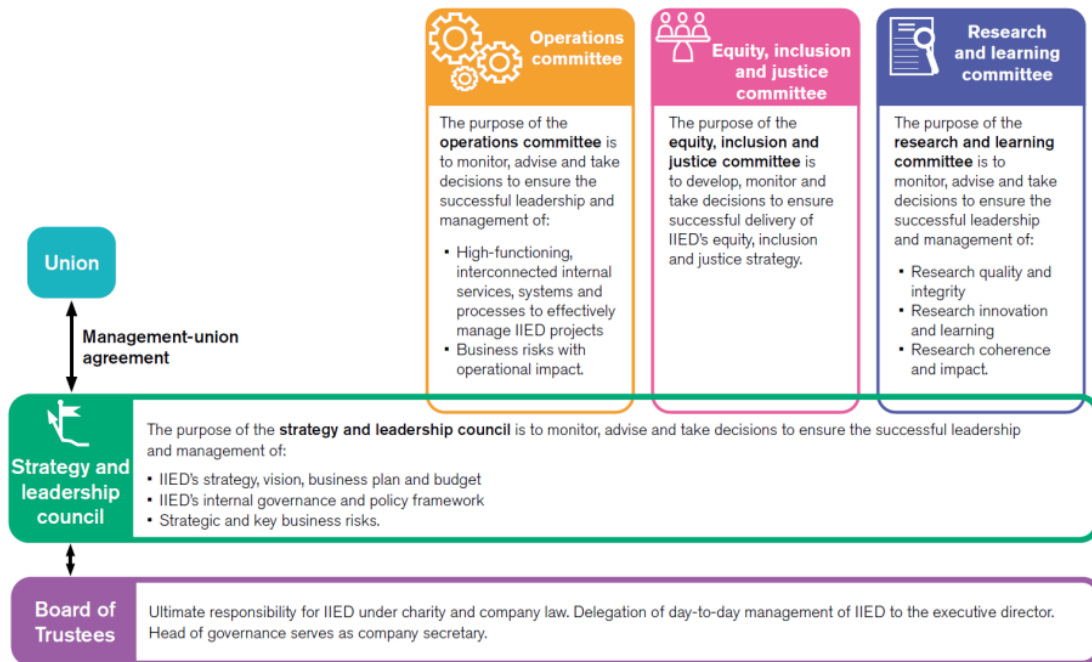 Operations
committee
The purpose of the
operations committee is
to monitor, advise and take
decisions to ensure the
successful leadership and
management of:
• High-functioning,
interconnected internal
services, systems and
processes to effectively
manage IIED projects
• Business risks with
operational impact.
Equity, inclusion
and justice
committee
The purpose of the
equity, inclusion and
justice committee is
to develop, monitor and
take decisions to ensure
successful delivery of
IIED's equity, inclusion
and justice strategy.
Research
and learning
committee
The purpose of the
research and learning
committee is to
monitor, advise and take
decisions to ensure the
successful leadership
and management of:
• Research quality and
integrity
• Research innovation
and learning
• Research coherence
and impact.
Union
Management-union
agreement
Strategy and
leadership
council
The purpose of the strategy and leadership council is to monitor, advise and take decisions to ensure the successful leadership
and management of:
• IIED's strategy, vision, business plan and budget
• IIED's internal governance and policy framework
• Strategic and key business risks.
Board of
Trustees
Ultimate responsibility for IIED under charity and company law. Delegation of day-to-day management of IIED to the executive director.
Head of governance serves as company secretary.